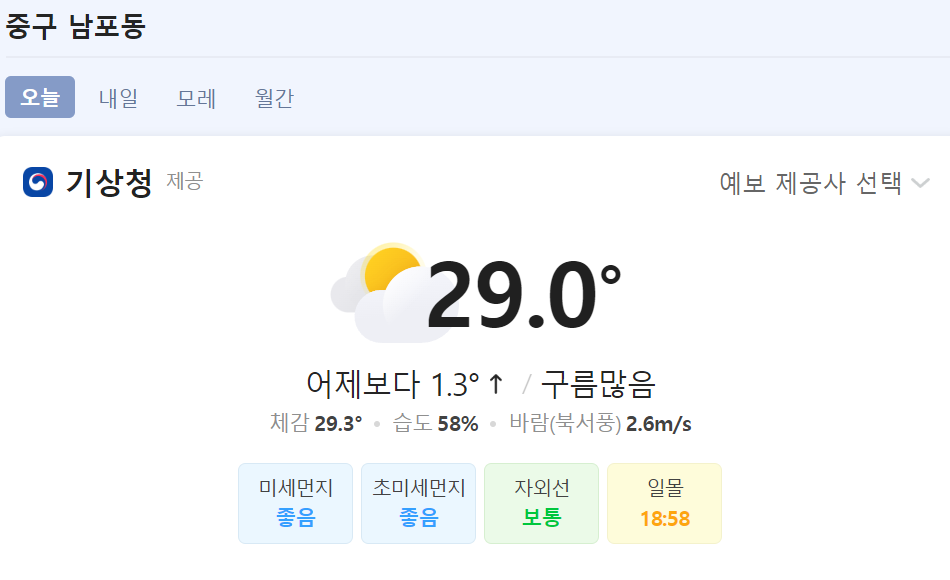 중구 남포동
오늘 내일 모레 월간
기상청 제공 예보 제공사 선택
29.0°
어제보다 1.3° ↑ / 구름많음
체감 29.3° • 습도 58% • 바람(북서풍) 2.6m/s
미세먼지 초미세먼지 자외선 일몰
좋음 좋음 보통 18:58